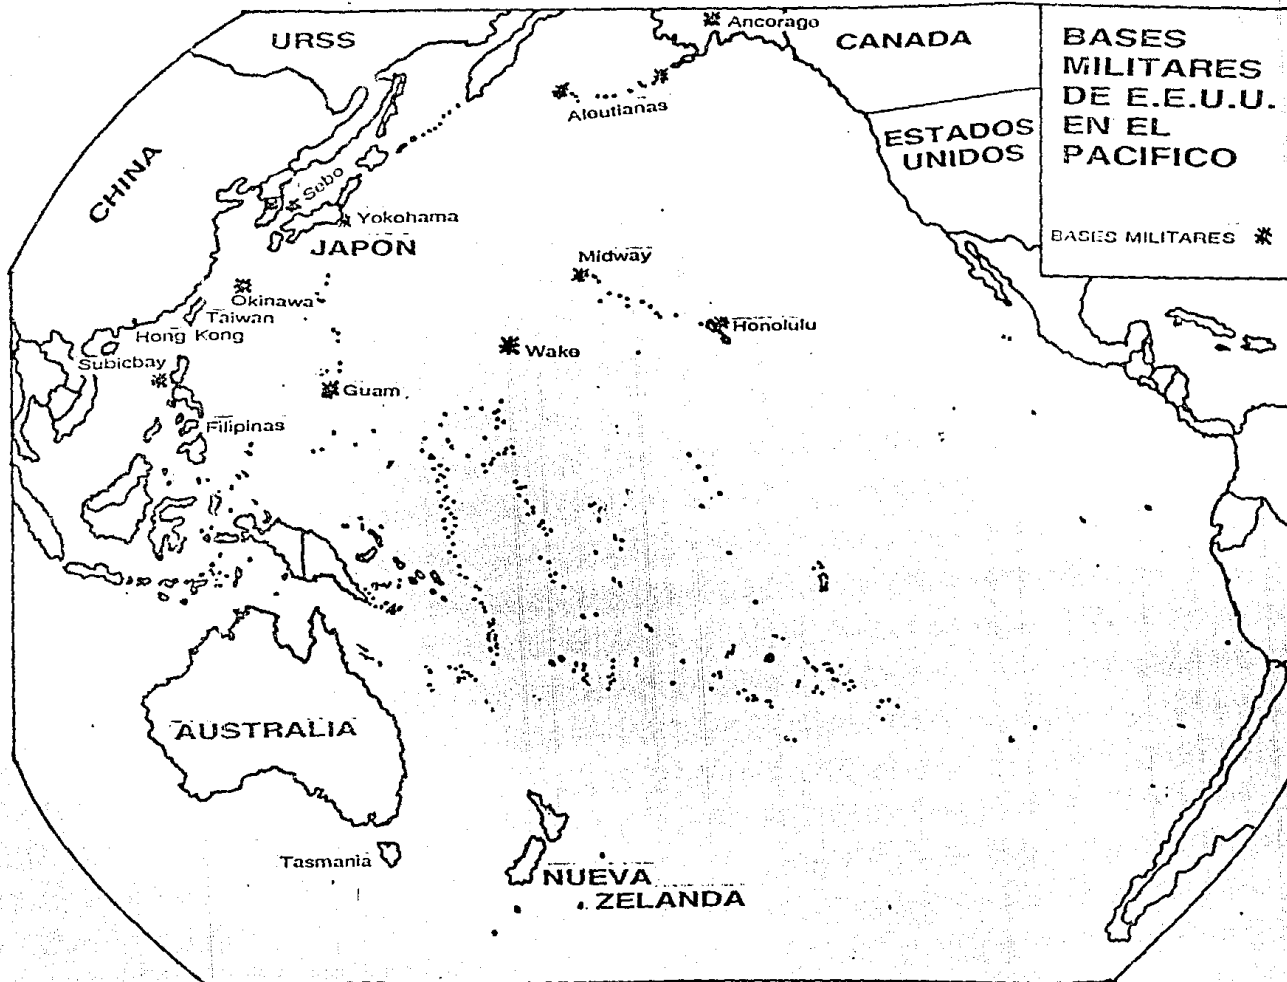 URSS
Ancorago
CANADA
BASES
MILITARES
DE E.E.U.U.
EN EL
PACIFICO
BASES MILITARES
Aleutianas
ESTADOS
UNIDOS
CHINA
Sebo
Yokohama
JAPON
Midway
Okinawa
Taiwan
Hong Kong
Honolulu
Wake
Subicbay
Guam
Filipinas
AUSTRALIA
Tasmania
NUEVA
ZELANDA